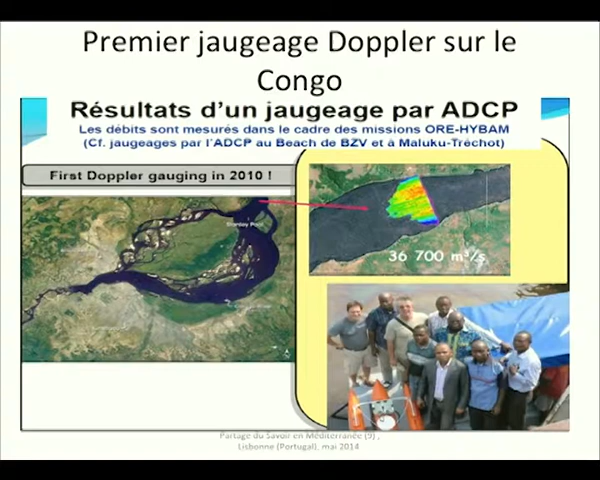 Premier jaugeage Doppler sur le
Congo
Résultats d'un jaugeage par ADCP
Les débits sont mesurés dans le cadre des missions ORE-HYBAM
(Cf. jaugeages par l'ADCP au Beach de BZV et à Maluku-Tréchot)
First Doppler gauging in 2010 !
36 700 m³/s
Partage du Savoir en Méditerranée (9) ,
Lisbonne (Portugal), mai 2014